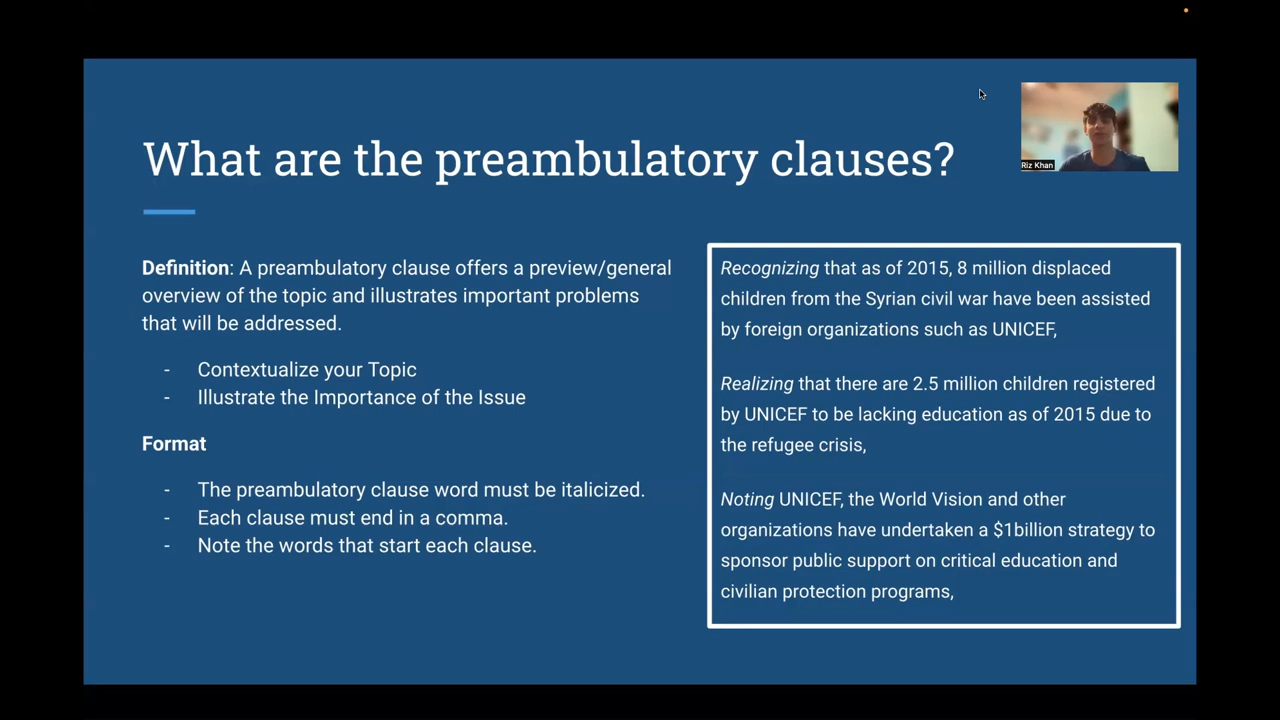 What are the preambulatory clauses?
Riz Khan
Definition: A preambulatory clause offers a preview/general
overview of the topic and illustrates important problems
that will be addressed.
- Contextualize your Topic
- Illustrate the Importance of the Issue
Format
- The preambulatory clause word must be italicized.
- Each clause must end in a comma.
- Note the words that start each clause.
Recognizing that as of 2015, 8 million displaced
children from the Syrian civil war have been assisted
by foreign organizations such as UNICEF,
Realizing that there are 2.5 million children registered
by UNICEF to be lacking education as of 2015 due to
the refugee crisis,
Noting UNICEF, the World Vision and other
organizations have undertaken a $1billion strategy to
sponsor public support on critical education and
civilian protection programs,